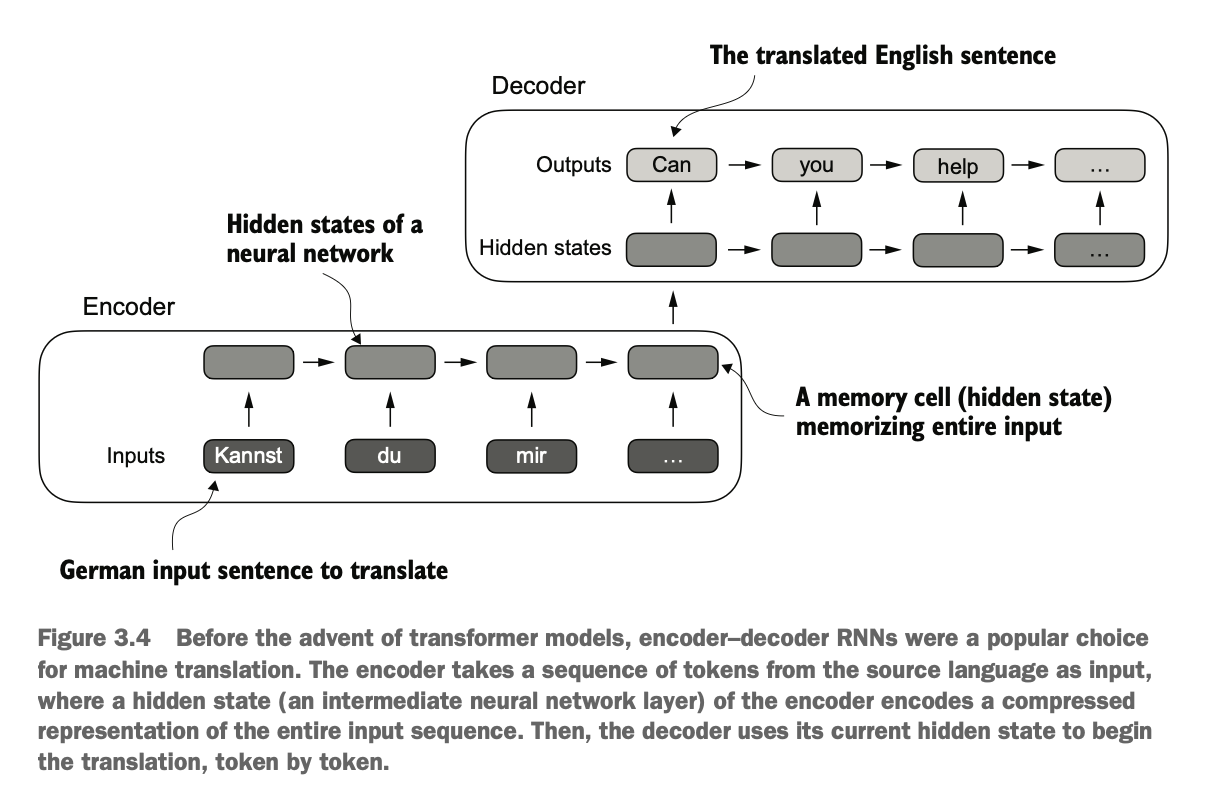 The translated English sentence
Decoder
Outputs Can you help …
Hidden states …
Hidden states of a
neural network
Encoder
A memory cell (hidden state)
memorizing entire input
Inputs Kannst du mir …
German input sentence to translate
Figure 3.4 Before the advent of transformer models, encoder–decoder RNNs were a popular choice
for machine translation. The encoder takes a sequence of tokens from the source language as input,
where a hidden state (an intermediate neural network layer) of the encoder encodes a compressed
representation of the entire input sequence. Then, the decoder uses its current hidden state to begin
the translation, token by token.